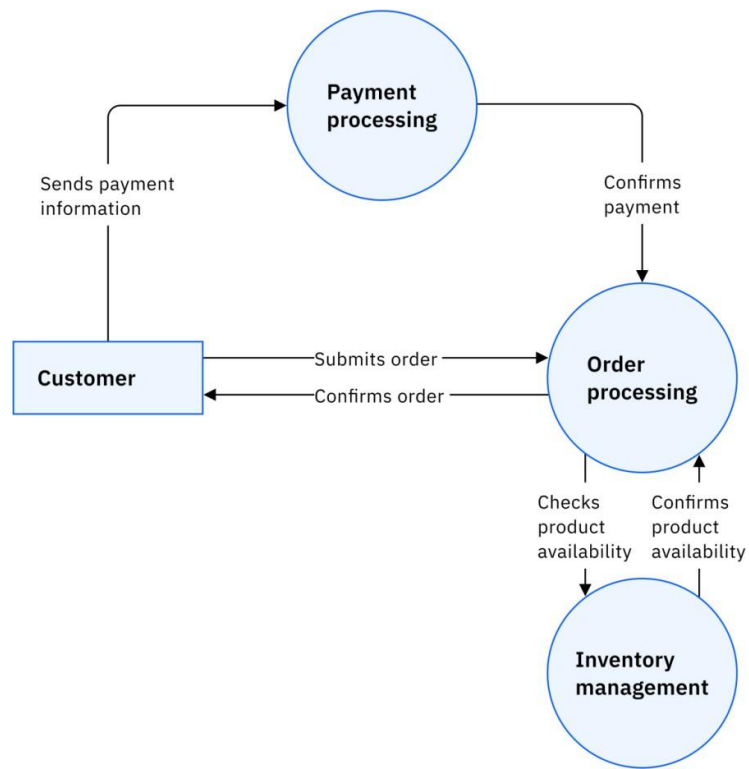 Payment
processing
Sends payment
information
Confirms
payment
Customer
Submits order
Confirms order
Order
processing
Checks
product
availability
Confirms
product
availability
Inventory
management